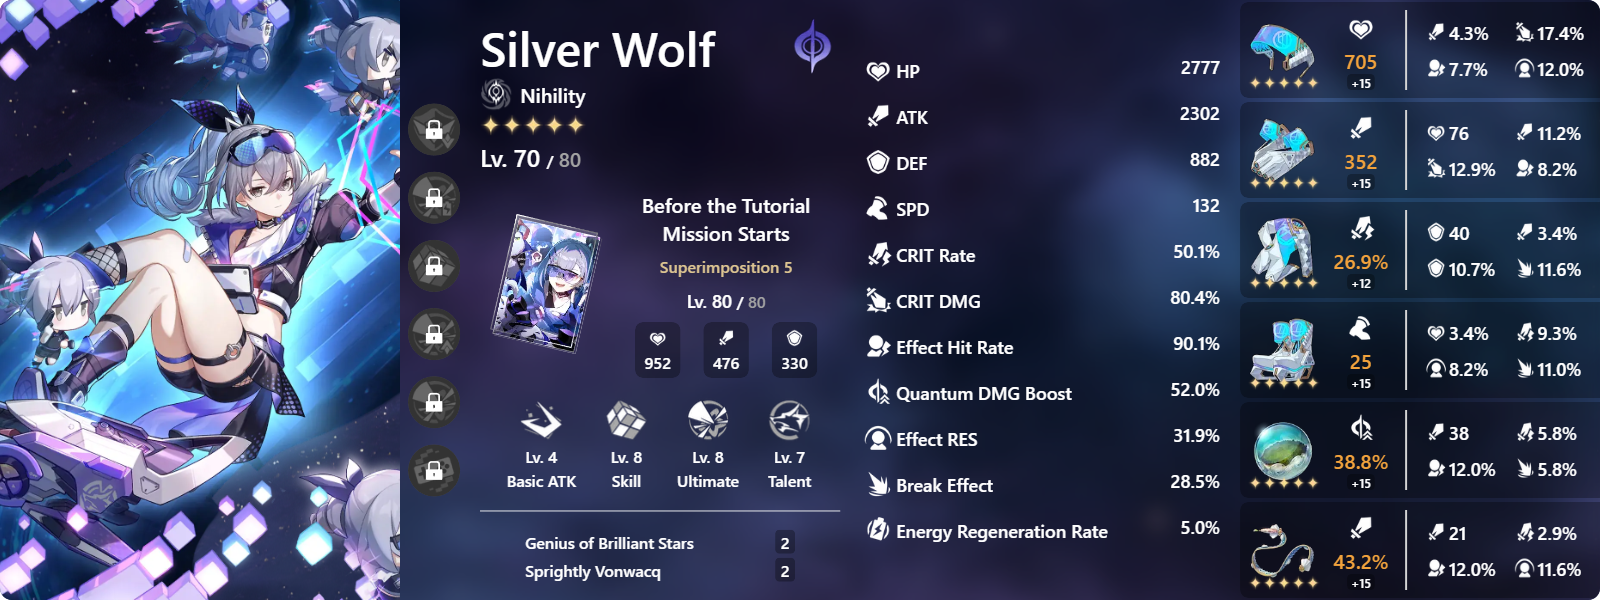 Silver Wolf
Nihility
Lv. 70 / 80
Before the Tutorial
Mission Starts
Superimposition 5
Lv. 80 / 80
952
476
330
Lv. 4
Basic ATK
Lv. 8
Skill
Lv. 8
Ultimate
Lv. 7
Talent
Genius of Brilliant Stars 2
Sprightly Vonwacq 2
HP 2777
ATK 2302
DEF 882
SPD 132
CRIT Rate 50.1%
CRIT DMG 80.4%
Effect Hit Rate 90.1%
Quantum DMG Boost 52.0%
Effect RES 31.9%
Break Effect 28.5%
Energy Regeneration Rate 5.0%
705
+15
4.3% 17.4%
7.7% 12.0%
352
+15
76 11.2%
12.9% 8.2%
26.9%
+12
40 3.4%
10.7% 11.6%
25
+15
3.4% 9.3%
8.2% 11.0%
38.8%
+15
38 5.8%
12.0% 5.8%
43.2%
+15
21 2.9%
12.0% 11.6%